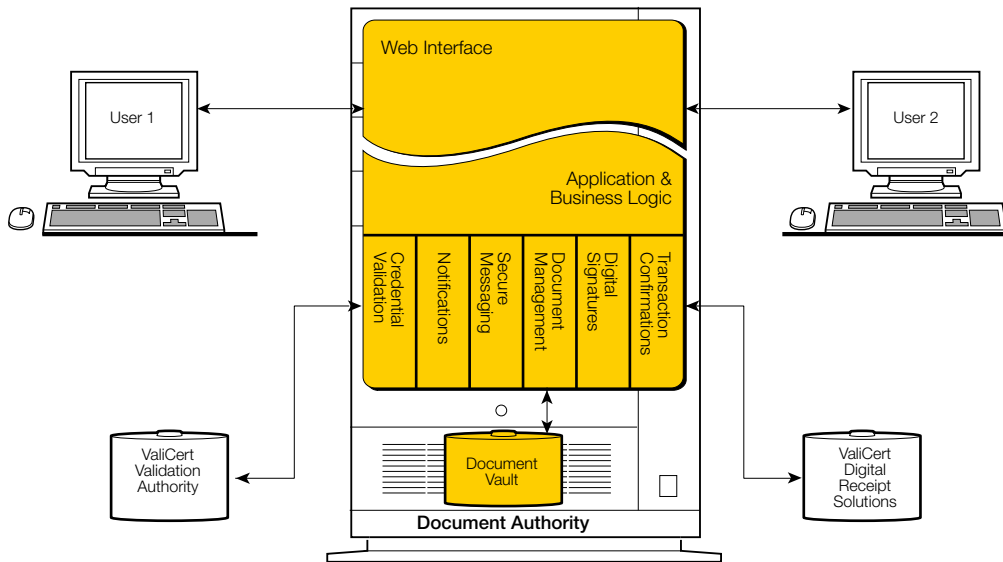 Web Interface
User 1
User 2
Application &
Business Logic
Credential
Validation
Notifications
Secure
Messaging
Document
Management
Digital
Signatures
Transaction
Confirmations
ValiCert
Validation
Authority
Document
Vault
ValiCert
Digital
Receipt
Solutions
Document Authority